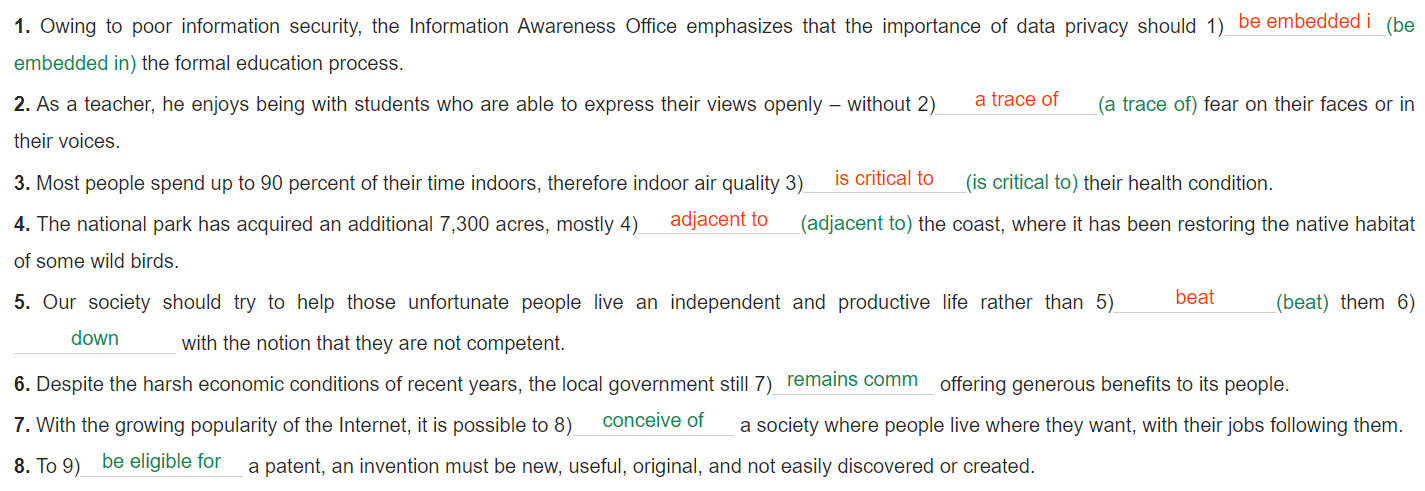 1. Owing to poor information security, the Information Awareness Office emphasizes that the importance of data privacy should 1) be embedded i (be
embedded in) the formal education process.
2. As a teacher, he enjoys being with students who are able to express their views openly – without 2) a trace of (a trace of) fear on their faces or in
their voices.
3. Most people spend up to 90 percent of their time indoors, therefore indoor air quality 3) is critical to (is critical to) their health condition.
4. The national park has acquired an additional 7,300 acres, mostly 4) adjacent to (adjacent to) the coast, where it has been restoring the native habitat
of some wild birds.
5. Our society should try to help those unfortunate people live an independent and productive life rather than 5) beat (beat) them 6)
down with the notion that they are not competent.
6. Despite the harsh economic conditions of recent years, the local government still 7) remains comm offering generous benefits to its people.
7. With the growing popularity of the Internet, it is possible to 8) conceive of a society where people live where they want, with their jobs following them.
8. To 9) be eligible for a patent, an invention must be new, useful, original, and not easily discovered or created.